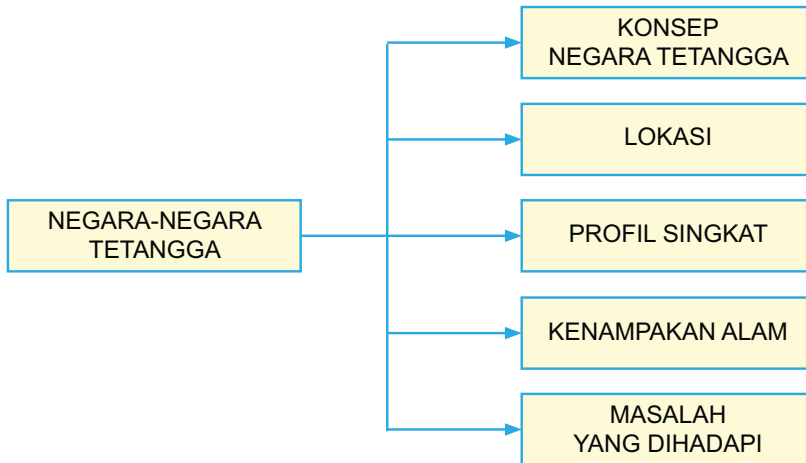 KONSEP
NEGARA TETANGGA
LOKASI
NEGARA-NEGARA
TETANGGA
PROFIL SINGKAT
KENAMPAKAN ALAM
MASALAH
YANG DIHADAPI